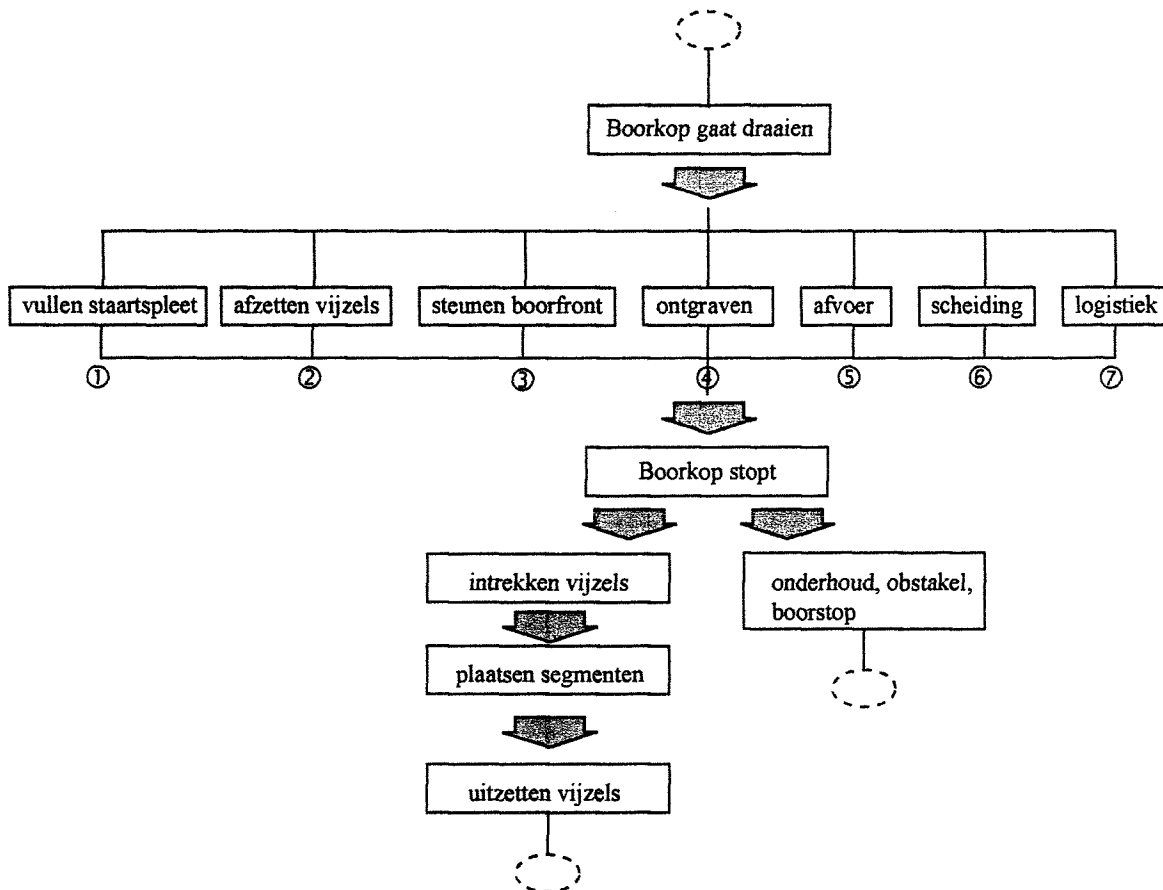 Boorkop gaat draaien
vullen staartspleet
afzetten vijzels
steunen boorfront
ontgraven
afvoer
scheiding
logistiek
① ② ③ ④ ⑤ ⑥ ⑦
Boorkop stopt
intrekken vijzels
onderhoud, obstakel,
boorstop
plaatsen segmenten
uitzetten vijzels